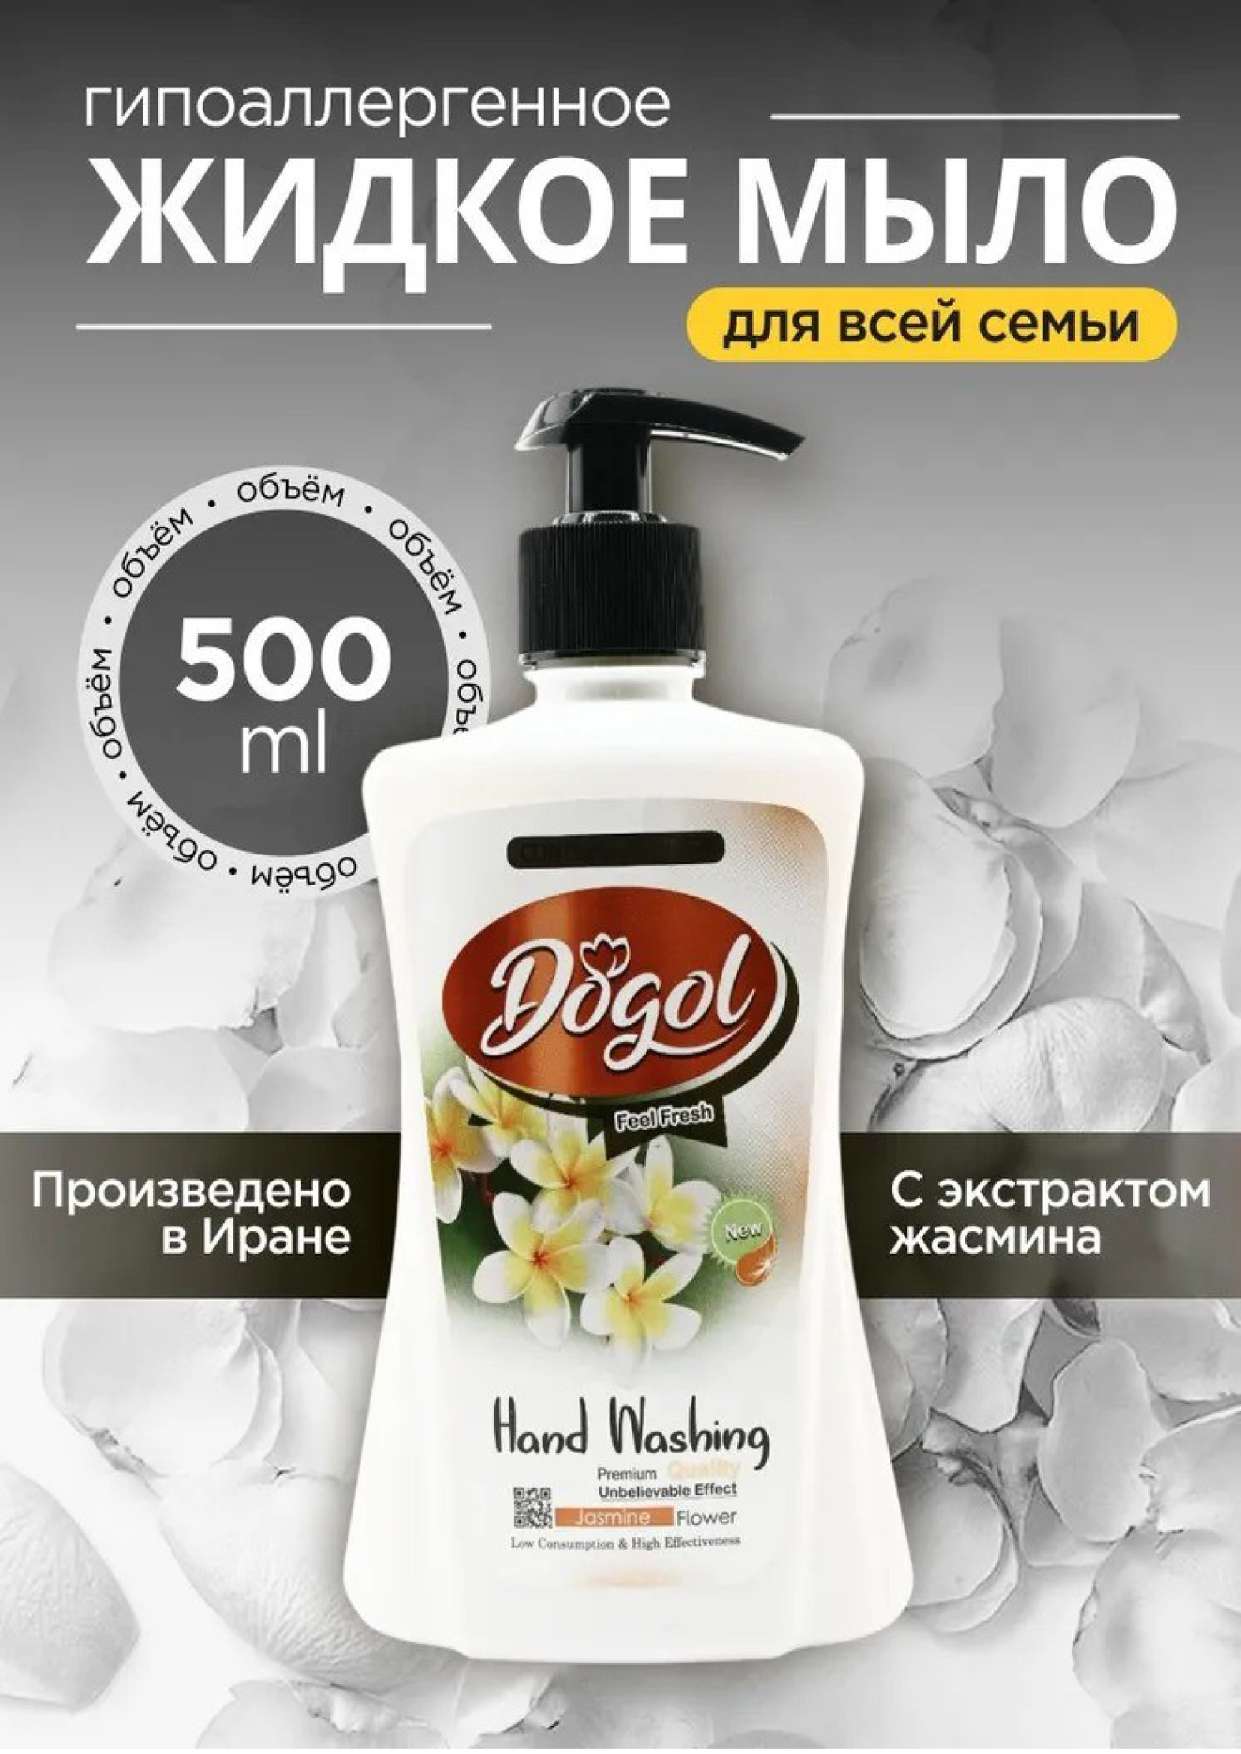 гипоаллергенное
ЖИДКОЕ МЫЛО
для всей семьи
объём • объём • объём • объём • объём • объём • объём •
500
ml
Dogol
Feel Fresh
New
Произведено
в Иране
С экстрактом
жасмина
Hand Washing
Premium Quality
Unbelievable Effect
Jasmine Flower
Low Consumption & High Effectiveness